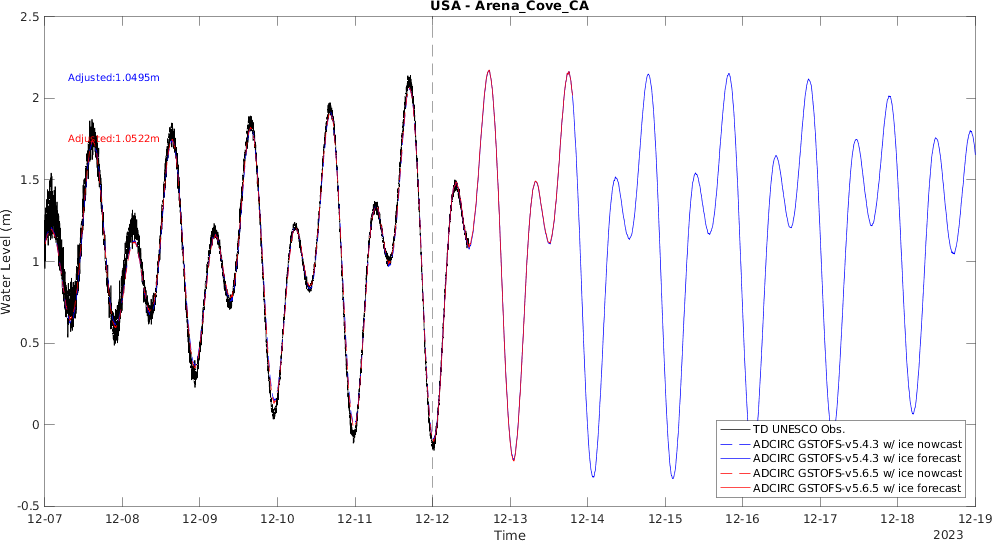 USA - Arena_Cove_CA
2.5
2
1.5
1
0.5
0
-0.5
Water Level (m)
Adjusted:1.0495m
Adjusted:1.0522m
TD UNESCO Obs.
ADCIRC GSTOFS-v5.4.3 w/ ice nowcast
ADCIRC GSTOFS-v5.4.3 w/ ice forecast
ADCIRC GSTOFS-v5.6.5 w/ ice nowcast
ADCIRC GSTOFS-v5.6.5 w/ ice forecast
12-07 12-08 12-09 12-10 12-11 12-12 12-13 12-14 12-15 12-16 12-17 12-18 12-19
Time
2023